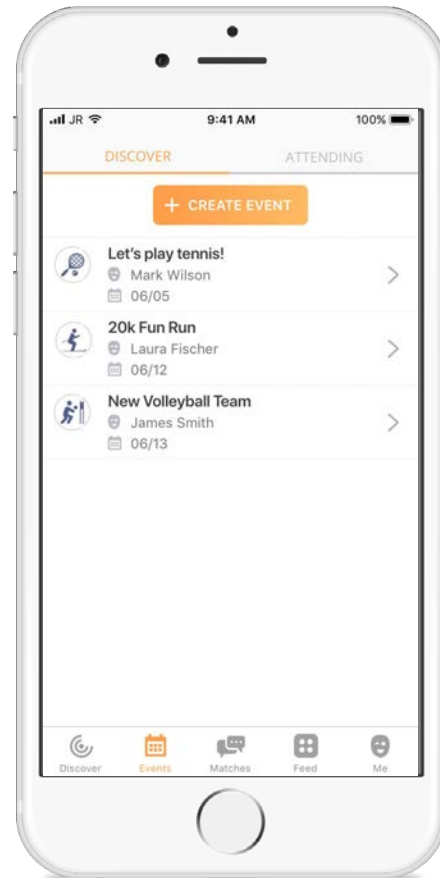 JR 9:41 AM 100%
DISCOVER ATTENDING
+ CREATE EVENT
Let's play tennis!
Mark Wilson
06/05
20k Fun Run
Laura Fischer
06/12
New Volleyball Team
James Smith
06/13
Discover Events Matches Feed Me